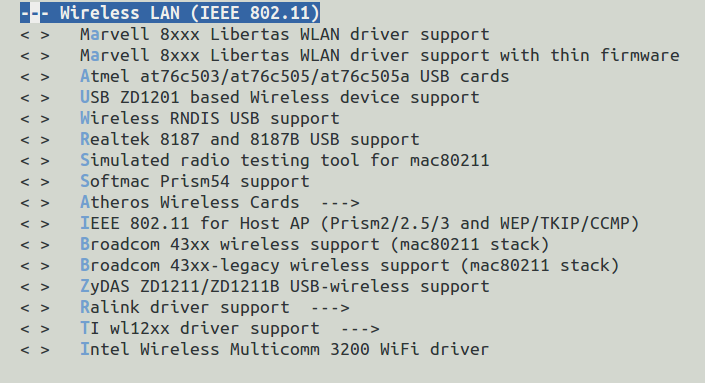 --- Wireless LAN (IEEE 802.11)
< > Marvell 8xxx Libertas WLAN driver support
< > Marvell 8xxx Libertas WLAN driver support with thin firmware
< > Atmel at76c503/at76c505/at76c505a USB cards
< > USB ZD1201 based Wireless device support
< > Wireless RNDIS USB support
< > Realtek 8187 and 8187B USB support
< > Simulated radio testing tool for mac80211
< > Softmac Prism54 support
< > Atheros Wireless Cards --->
< > IEEE 802.11 for Host AP (Prism2/2.5/3 and WEP/TKIP/CCMP)
< > Broadcom 43xx wireless support (mac80211 stack)
< > Broadcom 43xx-legacy wireless support (mac80211 stack)
< > ZyDAS ZD1211/ZD1211B USB-wireless support
< > Ralink driver support --->
< > TI wl12xx driver support --->
< > Intel Wireless Multicomm 3200 WiFi driver